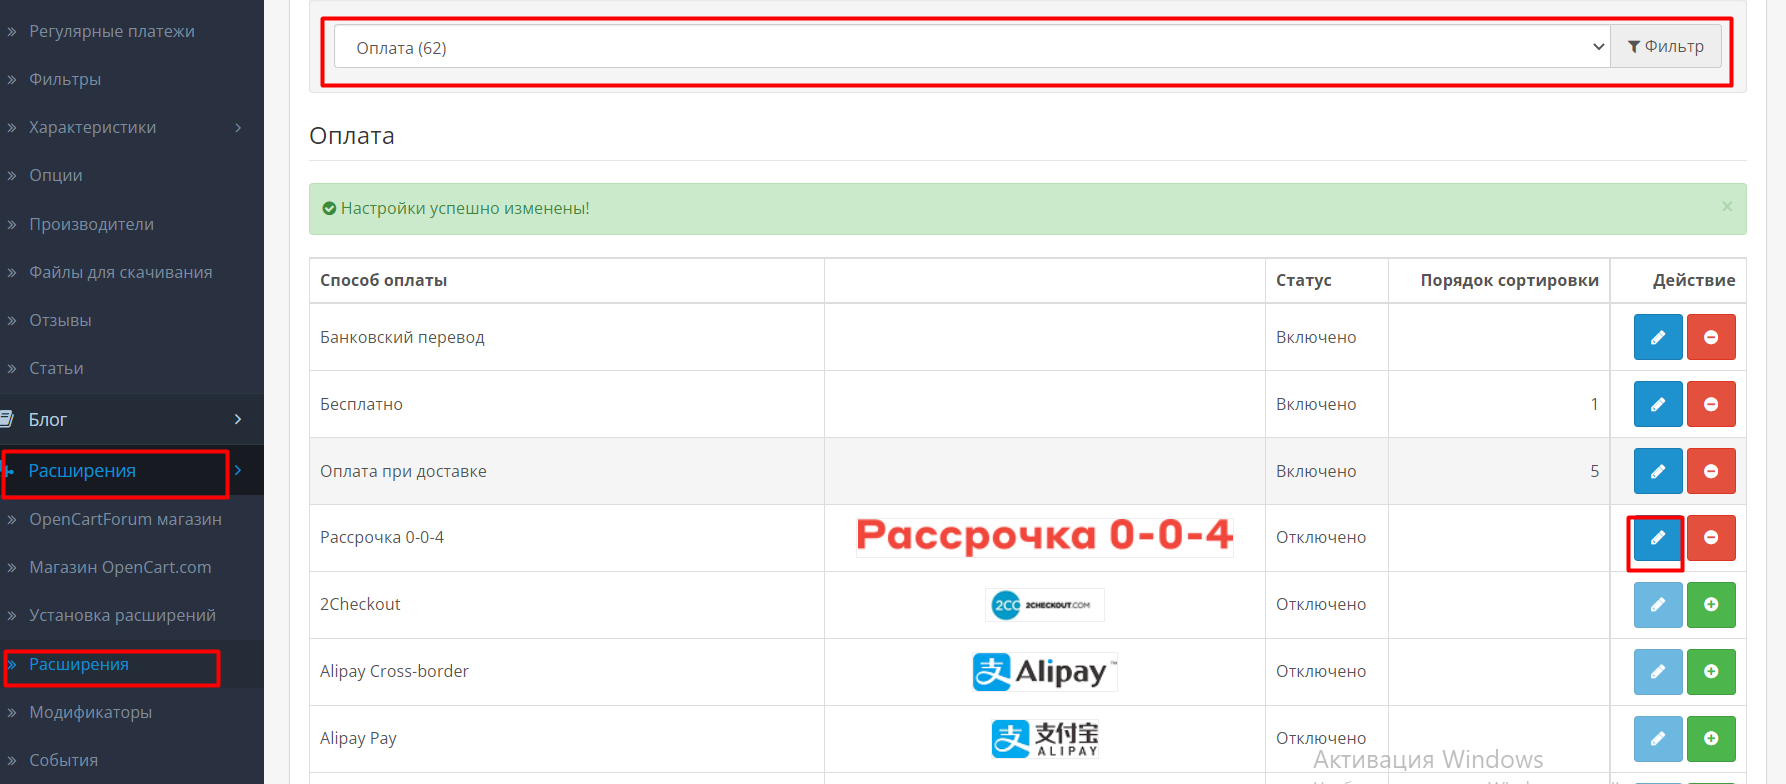 Регулярные платежи
Фильтры
Характеристики
Опции
Производители
Файлы для скачивания
Отзывы
Статьи
Блог
Расширения
OpenCartForum магазин
Магазин OpenCart.com
Установка расширений
Расширения
Модификаторы
События
Оплата (62)
Фильтр
Оплата
Настройки успешно изменены!
Способ оплаты Статус Порядок сортировки Действие
Банковский перевод Включено
Бесплатно Включено 1
Оплата при доставке Включено 5
Рассрочка 0-0-4 Рассрочка 0-0-4 Отключено
2Checkout 2CO 2CHECKOUT.COM Отключено
Alipay Cross-border 支 Alipay ™ Отключено
Alipay Pay 支 支付宝 ALIPAY Отключено
Активация Windows